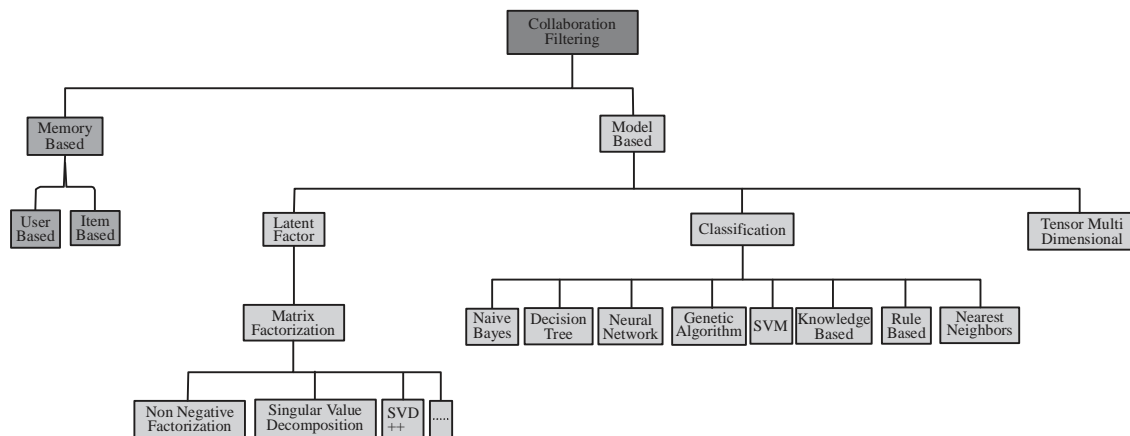 Collaboration
Filtering
Memory
Based
Model
Based
User
Based
Item
Based
Latent
Factor
Classification
Tensor Multi
Dimensional
Matrix
Factorization
Naive
Bayes
Decision
Tree
Neural
Network
Genetic
Algorithm
SVM
Knowledge
Based
Rule
Based
Nearest
Neighbors
Non Negative
Factorization
Singular Value
Decomposition
SVD
++
.....